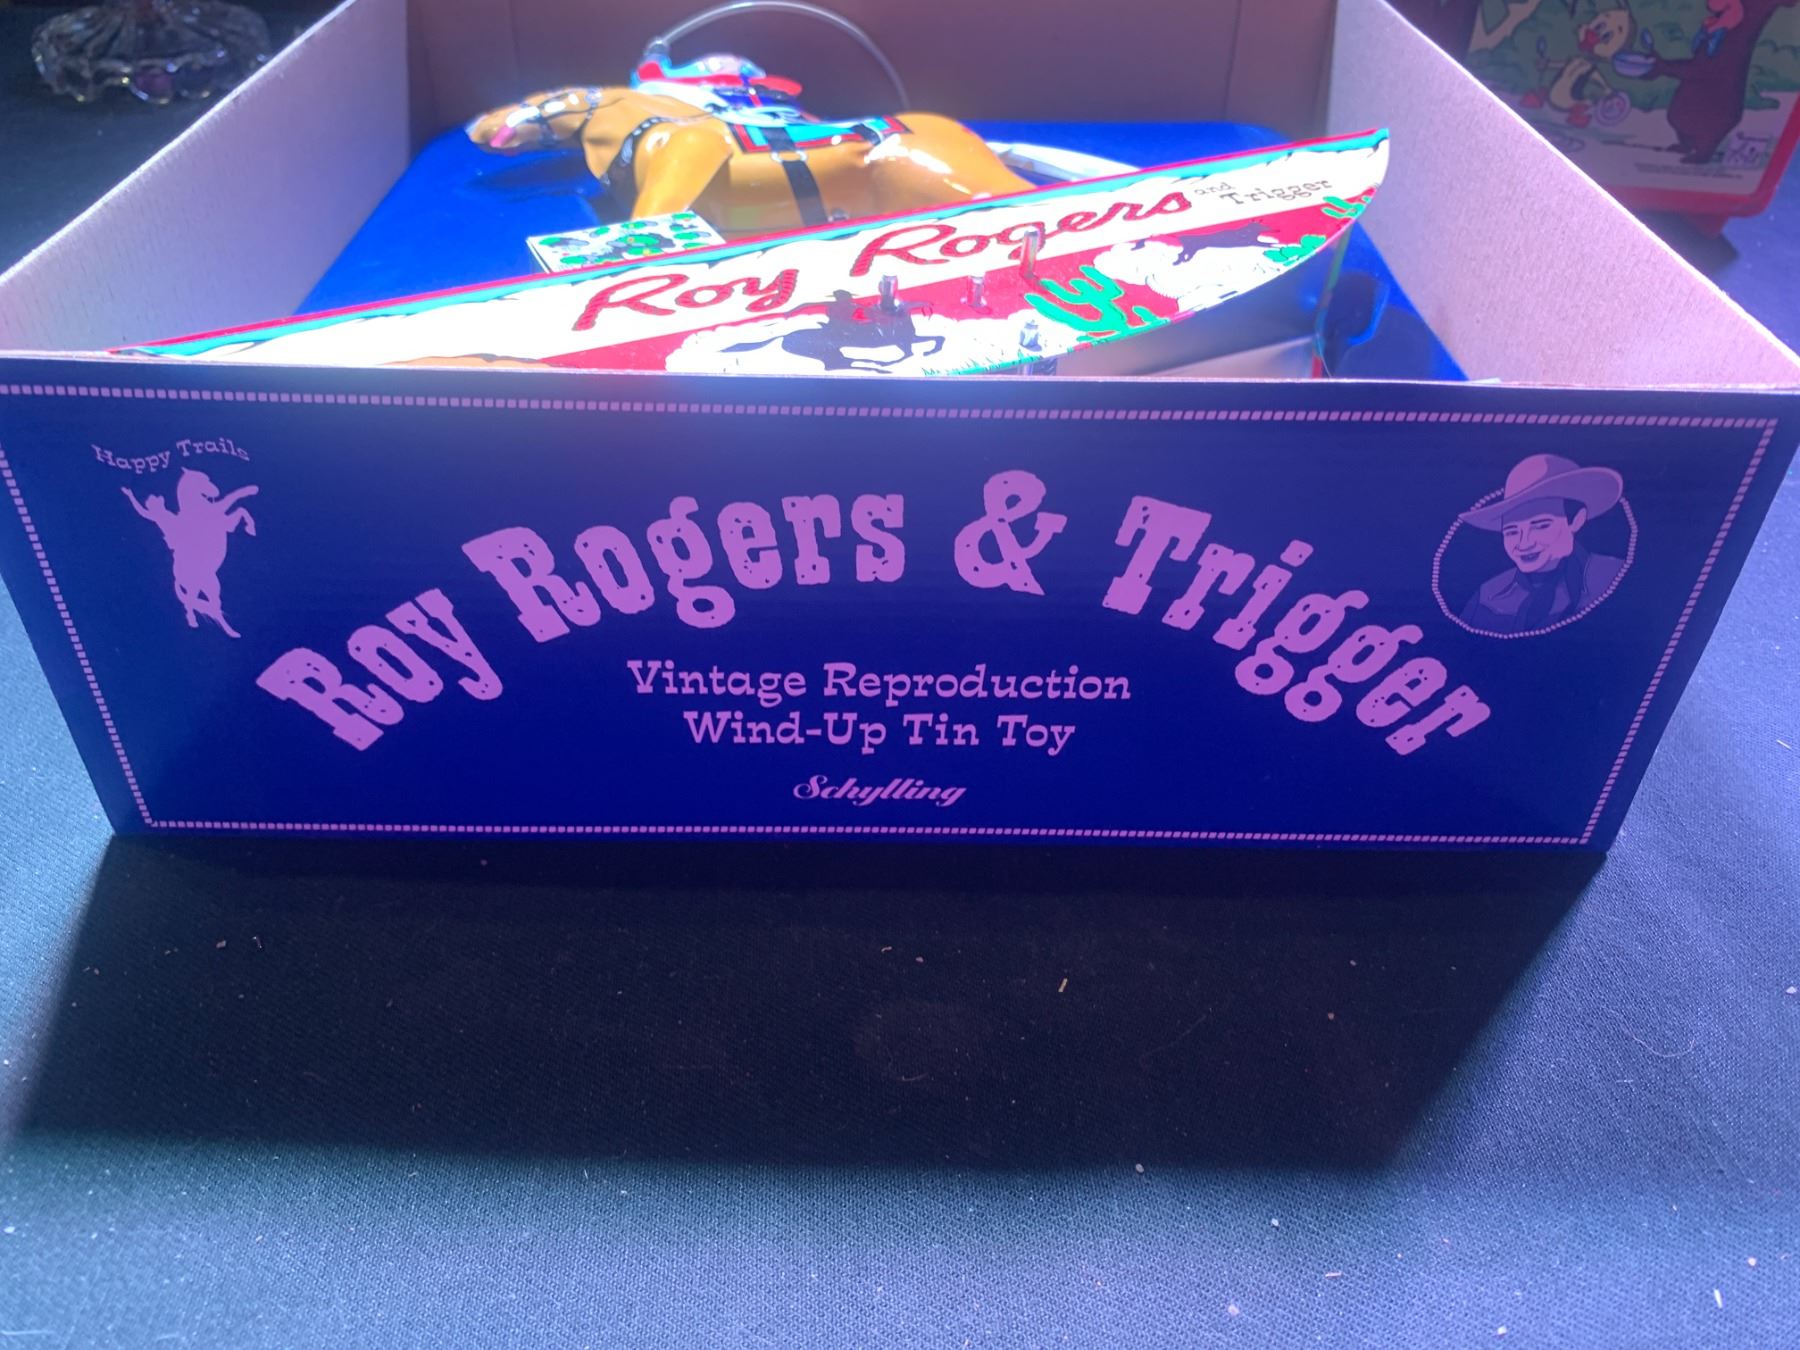 Roy Rogers and
Trigger
Happy Trails
Roy Rogers & Trigger
Vintage Reproduction
Wind-Up Tin Toy
Schylling